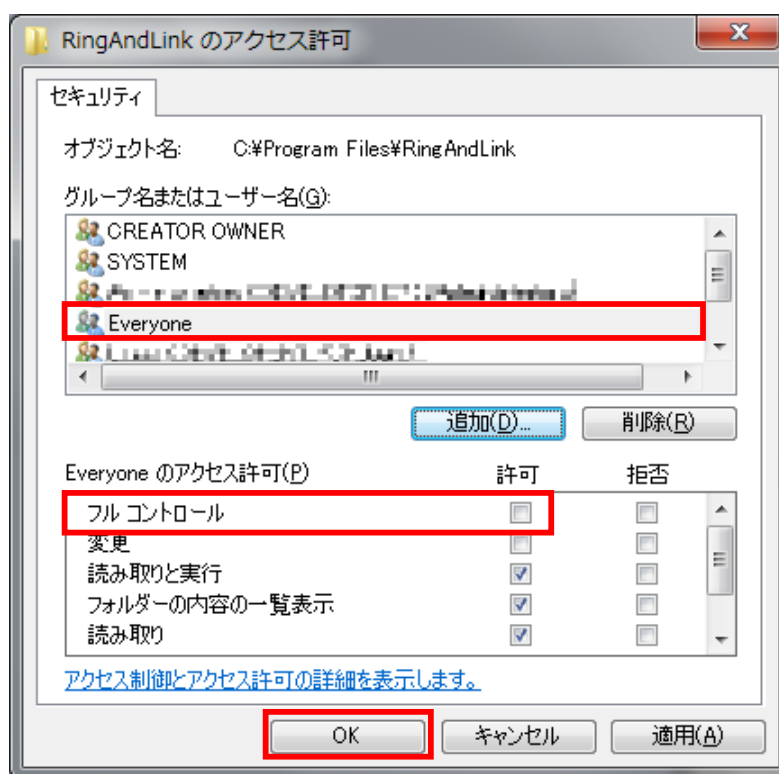 RingAndLink のアクセス許可
セキュリティ
オブジェクト名: C:¥Program Files¥RingAndLink
グループ名またはユーザー名(G):
CREATOR OWNER
SYSTEM
Everyone
追加(D)... 削除(R)
Everyone のアクセス許可(P) 許可 拒否
フル コントロール
変更
読み取りと実行
フォルダーの内容の一覧表示
読み取り
アクセス制御とアクセス許可の詳細を表示します。
OK キャンセル 適用(A)